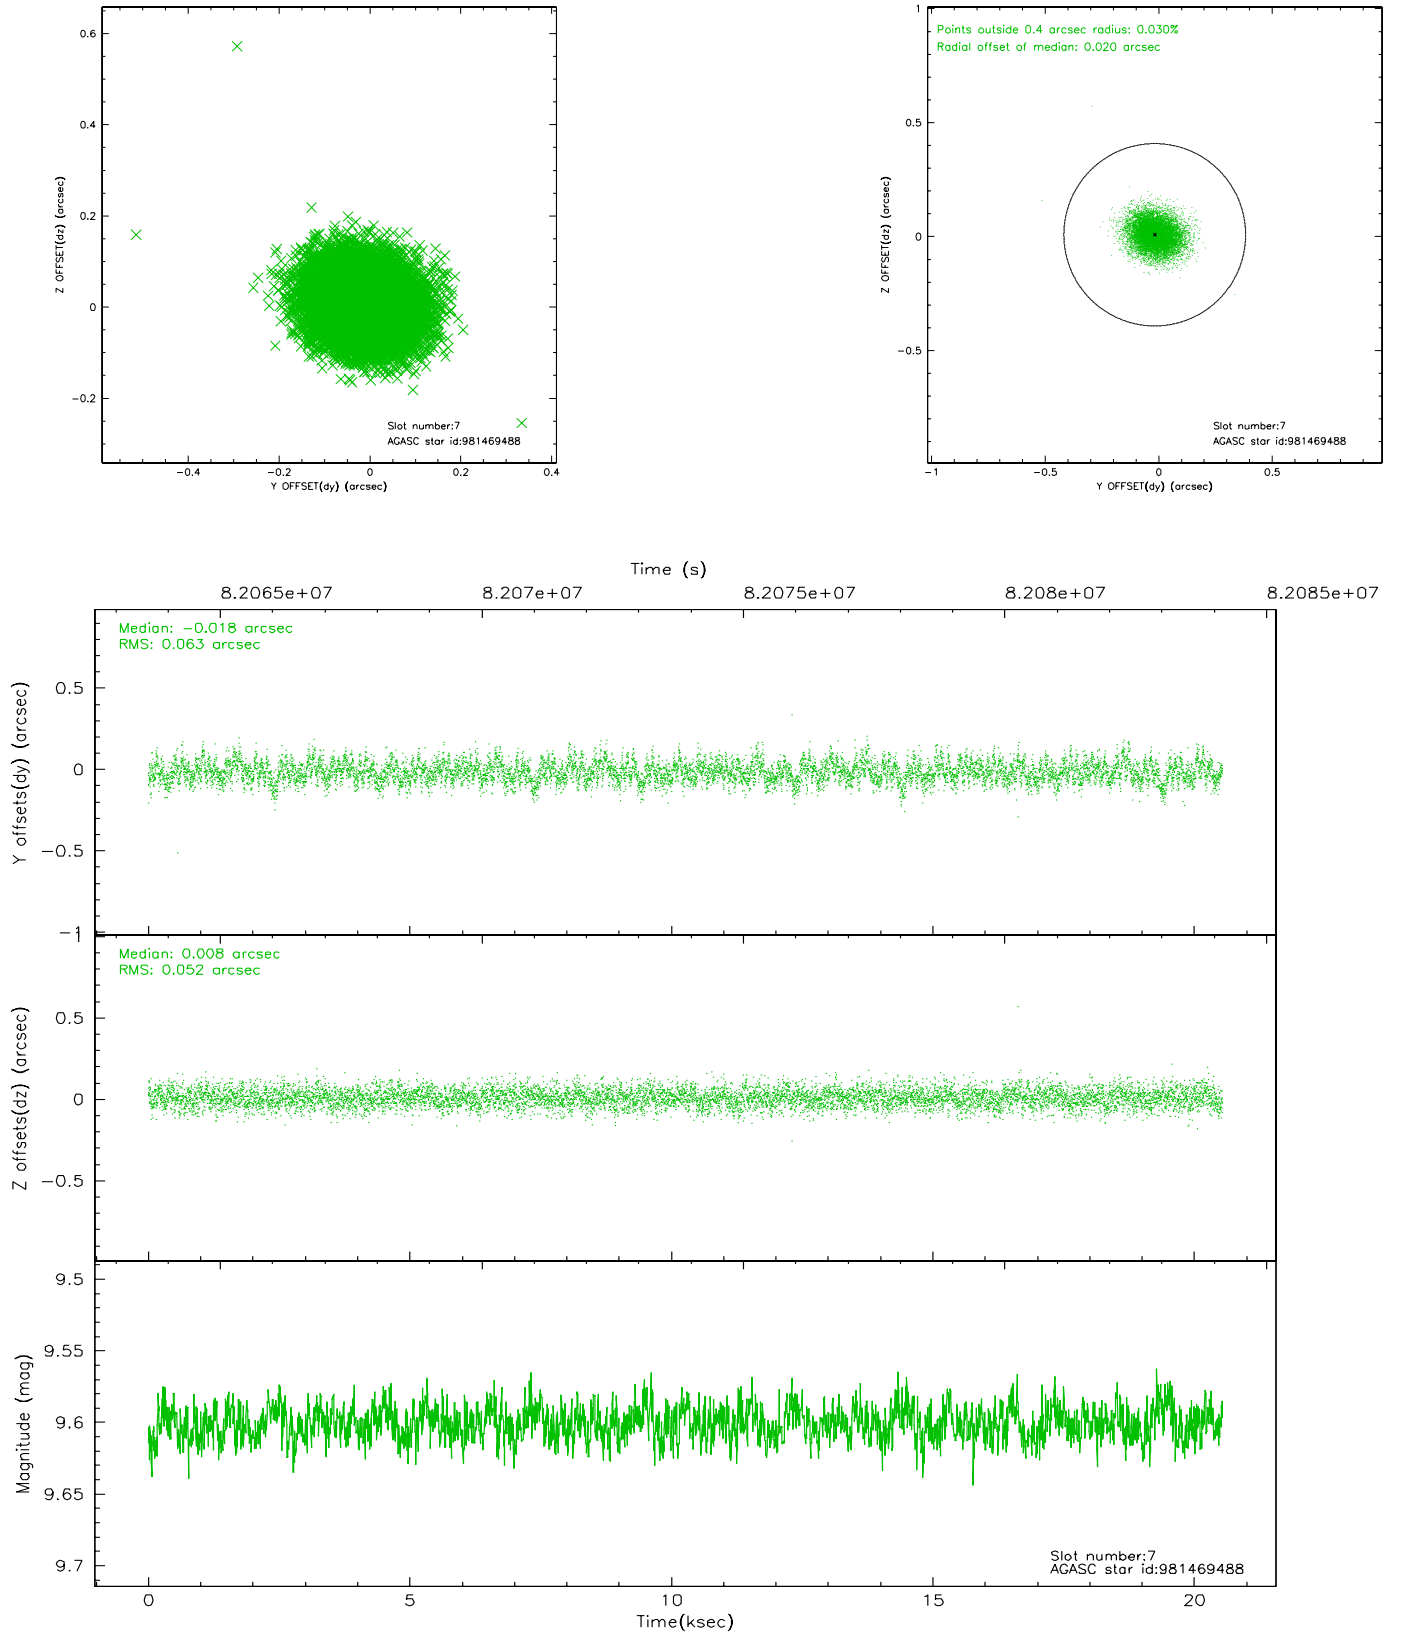 0.6
0.4
0.2
0
−0.2
Z OFFSET(dz) (arcsec)
Slot number:7
AGASC star id:981469488
−0.4 −0.2 0 0.2 0.4
Y OFFSET(dy) (arcsec)
Points outside 0.4 arcsec radius: 0.030%
Radial offset of median: 0.020 arcsec
1
0.5
0
−0.5
Z OFFSET(dz) (arcsec)
Slot number:7
AGASC star id:981469488
−1 −0.5 0 0.5
Y OFFSET(dy) (arcsec)
Time (s)
8.2065e+07 8.207e+07 8.2075e+07 8.208e+07 8.2085e+07
Median: −0.018 arcsec
RMS: 0.063 arcsec
0.5
0
−0.5
−1
Y offsets(dy) (arcsec)
1
Median: 0.008 arcsec
RMS: 0.052 arcsec
0.5
0
−0.5
Z offsets(dz) (arcsec)
9.5
9.55
9.6
9.65
9.7
Magnitude (mag)
Slot number:7
AGASC star id:981469488
0 5 10 15 20
Time(ksec)